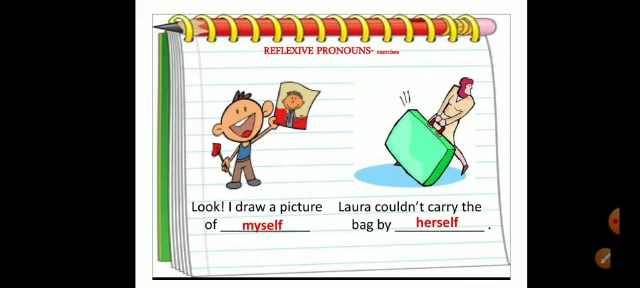 REFLEXIVE PRONOUNS- exercises
Look! I draw a picture
of myself
Laura couldn't carry the
bag by herself.